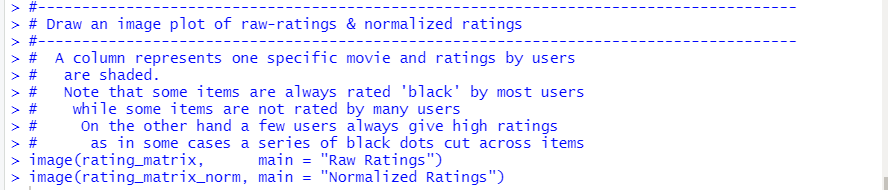 > #-------------------------------------------------------------------------------------
> # Draw an image plot of raw-ratings & normalized ratings
> #-------------------------------------------------------------------------------------
> #  A column represents one specific movie and ratings by users
> #   are shaded.
> #   Note that some items are always rated 'black' by most users
> #    while some items are not rated by many users
> #     On the other hand a few users always give high ratings
> #      as in some cases a series of black dots cut across items
> image(rating_matrix,      main = "Raw Ratings")
> image(rating_matrix_norm, main = "Normalized Ratings")